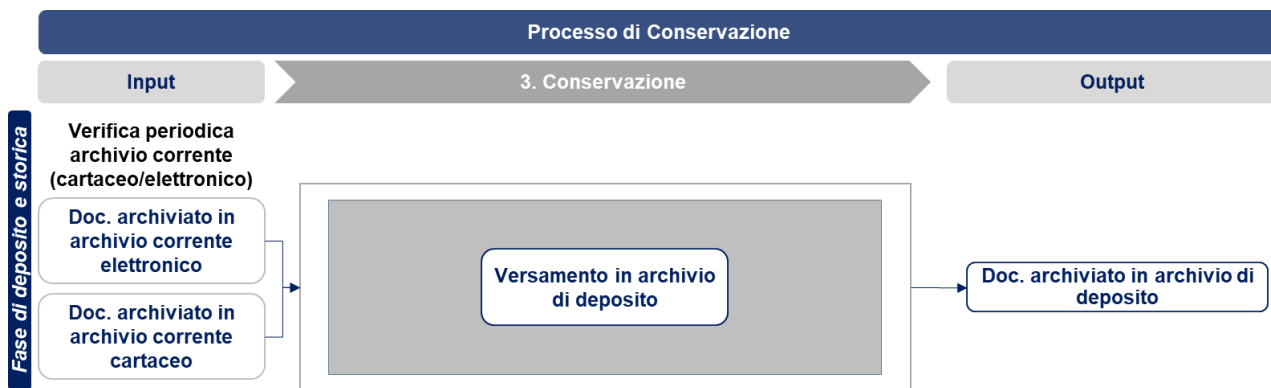 Processo di Conservazione
Input
3. Conservazione
Output
Fase di deposito e storica
Verifica periodica
archivio corrente
(cartaceo/elettronico)
Doc. archiviato in
archivio corrente
elettronico
Doc. archiviato in
archivio corrente
cartaceo
Versamento in archivio
di deposito
Doc. archiviato in archivio di
deposito